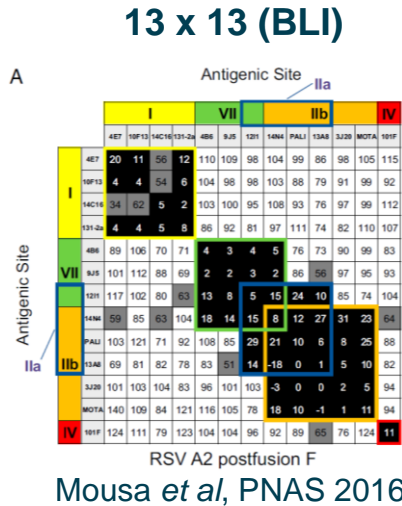 13 x 13 (BLI)
A
Antigenic Site
IIa
I VII IIb IV
4E7 10F13 14C16 131-2a 4B6 9J5 12I1 14N4 PALI 13A8 3J20 MOTA 101F
4E7 20 11 56 12 110 109 98 104 99 86 98 105 115
10F13 4 4 54 6 104 98 98 103 88 79 91 99 92
I
14C16 34 62 5 2 103 100 95 108 93 76 97 99 112
131-2a 4 4 5 8 86 92 81 97 111 74 82 110 107
4B6 89 106 70 71 4 3 4 5 76 73 90 99 83
VII
9J5 101 112 88 69 2 2 3 2 86 56 97 95 93
12I1 117 102 80 63 13 8 5 15 24 10 85 74 104
14N4 59 85 63 104 18 14 15 8 12 27 31 23 64
PALI 103 121 71 92 108 85 29 21 10 6 8 25 88
IIb
13A8 69 81 82 78 83 51 14 -18 0 1 5 10 82
3J20 101 103 104 83 96 101 103 -3 0 0 2 5 94
MOTA 140 109 84 121 116 105 78 18 10 -1 1 11 94
IV 101F 124 111 79 123 104 104 96 92 89 65 76 124 11
Antigenic Site
IIa
RSV A2 postfusion F
Mousa et al, PNAS 2016